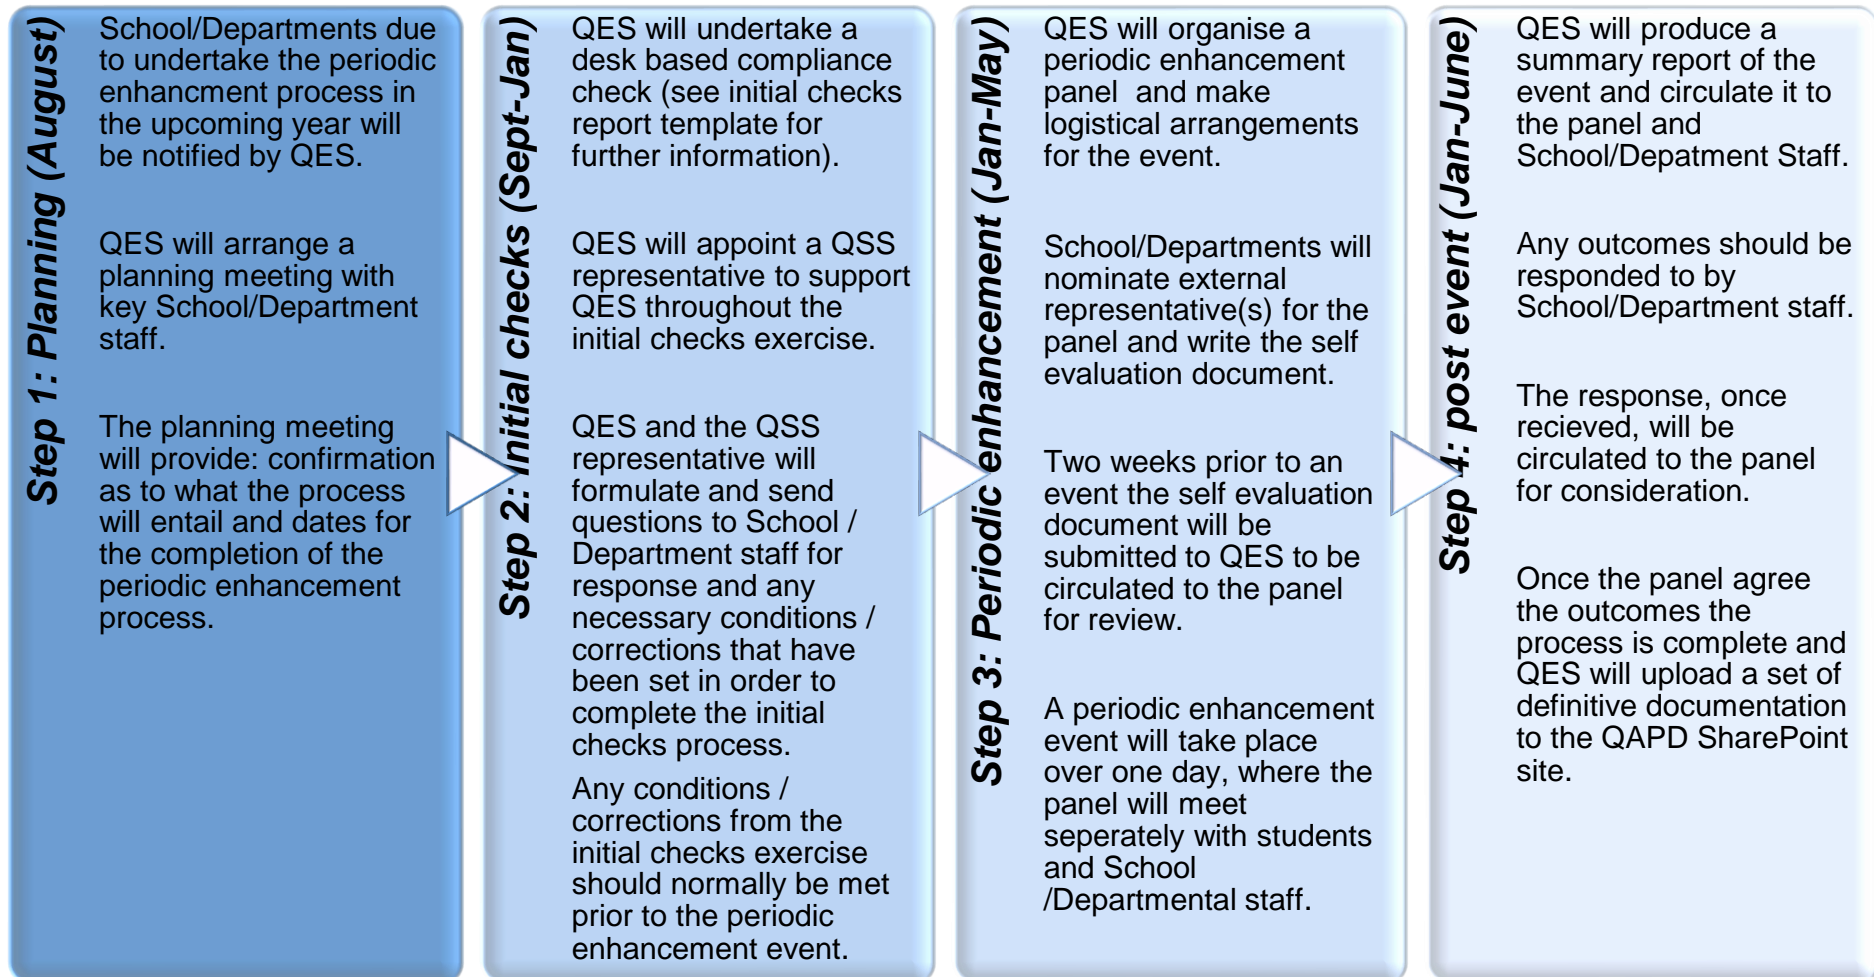 Step 1: Planning (August)
School/Departments due
to undertake the periodic
enhancment process in
the upcoming year will
be notified by QES.
QES will arrange a
planning meeting with
key School/Department
staff.
The planning meeting
will provide: confirmation
as to what the process
will entail and dates for
the completion of the
periodic enhancement
process.
Step 2: Initial checks (Sept-Jan)
QES will undertake a
desk based compliance
check (see initial checks
report template for
further information).
QES will appoint a QSS
representative to support
QES throughout the
initial checks exercise.
QES and the QSS
representative will
formulate and send
questions to School /
Department staff for
response and any
necessary conditions /
corrections that have
been set in order to
complete the initial
checks process.
Any conditions /
corrections from the
initial checks exercise
should normally be met
prior to the periodic
enhancement event.
Step 3: Periodic enhancement (Jan-May)
QES will organise a
periodic enhancement
panel and make
logistical arrangements
for the event.
School/Departments will
nominate external
representative(s) for the
panel and write the self
evaluation document.
Two weeks prior to an
event the self evaluation
document will be
submitted to QES to be
circulated to the panel
for review.
A periodic enhancement
event will take place
over one day, where the
panel will meet
seperately with students
and School
/Departmental staff.
Step 4: post event (Jan-June)
QES will produce a
summary report of the
event and circulate it to
the panel and
School/Depatment Staff.
Any outcomes should be
responded to by
School/Department staff.
The response, once
recieved, will be
circulated to the panel
for consideration.
Once the panel agree
the outcomes the
process is complete and
QES will upload a set of
definitive documentation
to the QAPD SharePoint
site.